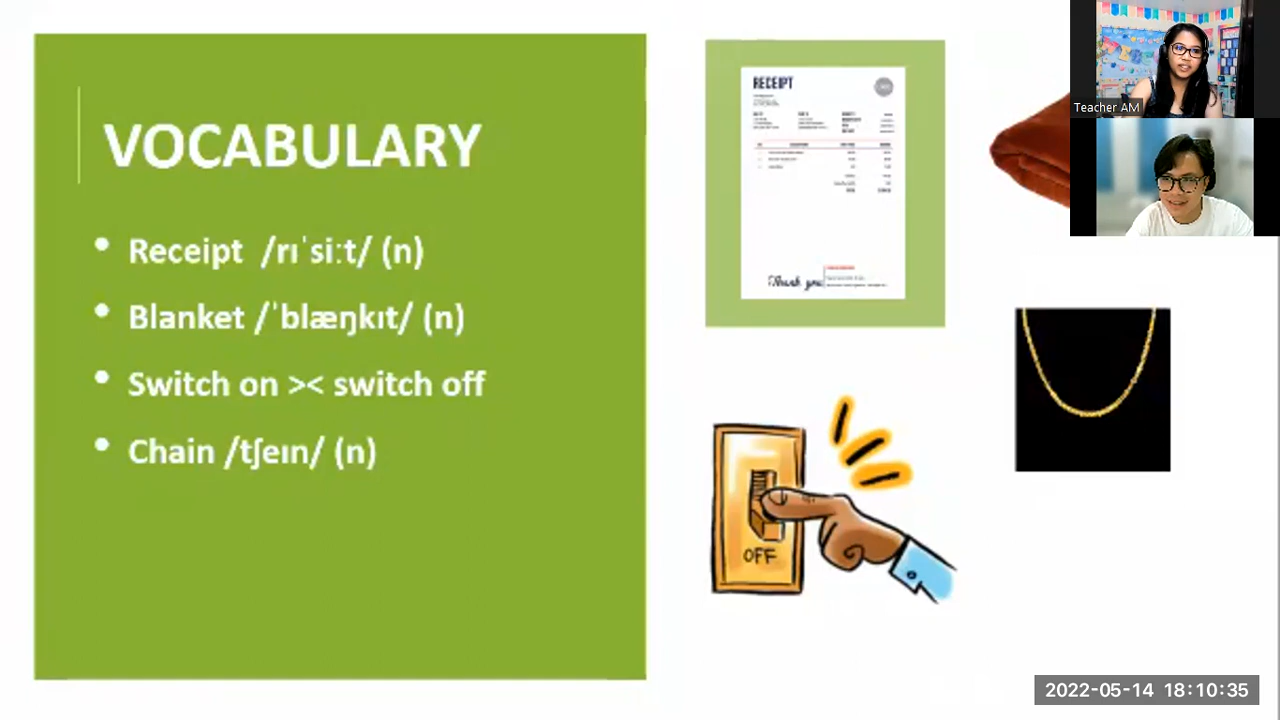 VOCABULARY
Receipt /rɪˈsiːt/ (n)
Blanket /ˈblæŋkɪt/ (n)
Switch on >< switch off
Chain /tʃeɪn/ (n)
RECEIPT
Thank you
OFF
Teacher AM
2022-05-14 18:10:35